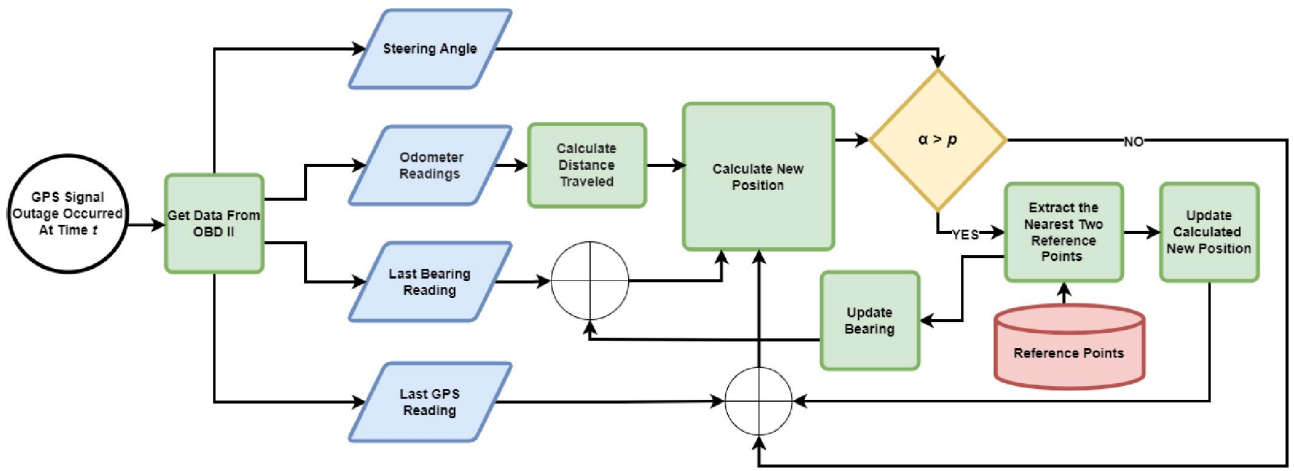 GPS Signal
Outage Occurred
At Time t
Get Data From
OBD II
Steering Angle
Odometer
Readings
Calculate
Distance
Traveled
Last Bearing
Reading
Last GPS
Reading
Calculate New
Position
α > p
NO
YES
Extract the
Nearest Two
Reference
Points
Update
Calculated
New Position
Update
Bearing
Reference Points